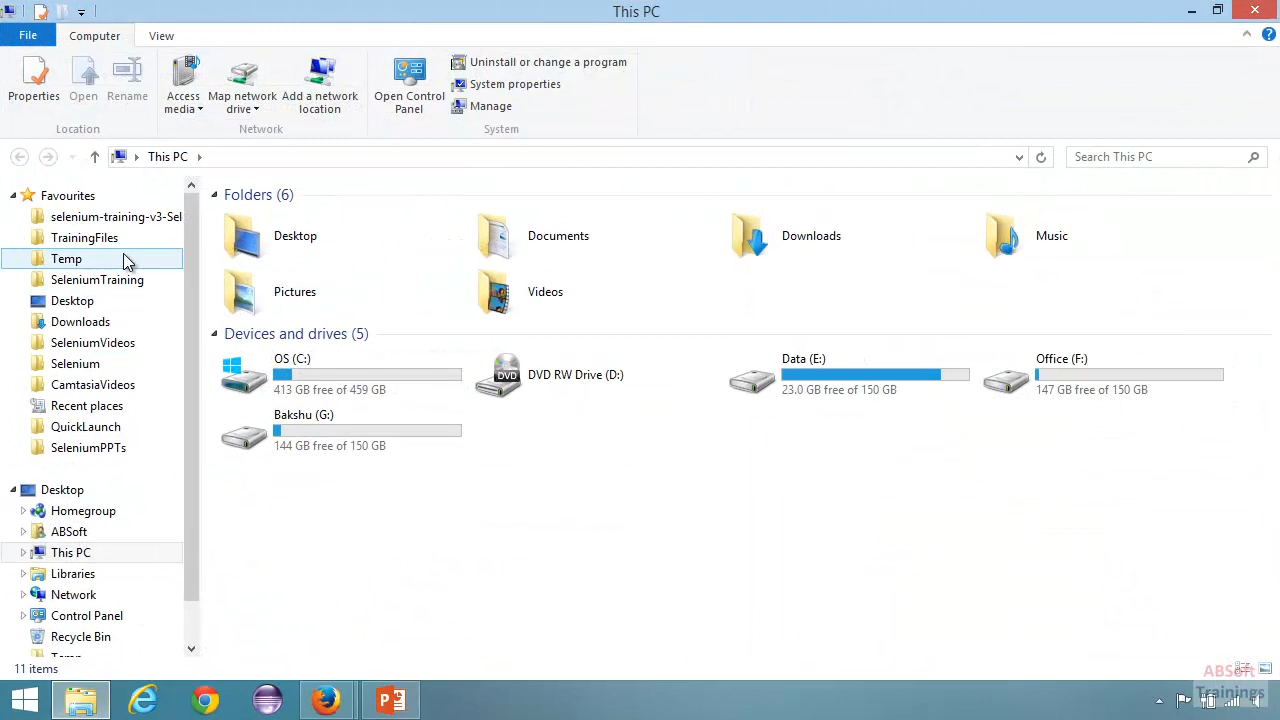 This PC
File Computer View
Properties Open Rename
Access media Map network drive Add a network location
Open Control Panel
Uninstall or change a program
System properties
Manage
Location Network System
This PC
Search This PC
Favourites
selenium-training-v3-Sel
TrainingFiles
Temp
SeleniumTraining
Desktop
Downloads
SeleniumVideos
Selenium
CamtasiaVideos
Recent places
QuickLaunch
SeleniumPPTs
Desktop
Homegroup
ABSoft
This PC
Libraries
Network
Control Panel
Recycle Bin
Folders (6)
Desktop Documents Downloads Music
Pictures Videos
Devices and drives (5)
OS (C:)
413 GB free of 459 GB
DVD
DVD RW Drive (D:)
Data (E:)
23.0 GB free of 150 GB
Office (F:)
147 GB free of 150 GB
Bakshu (G:)
144 GB free of 150 GB
11 items
ABSoft
Trainings